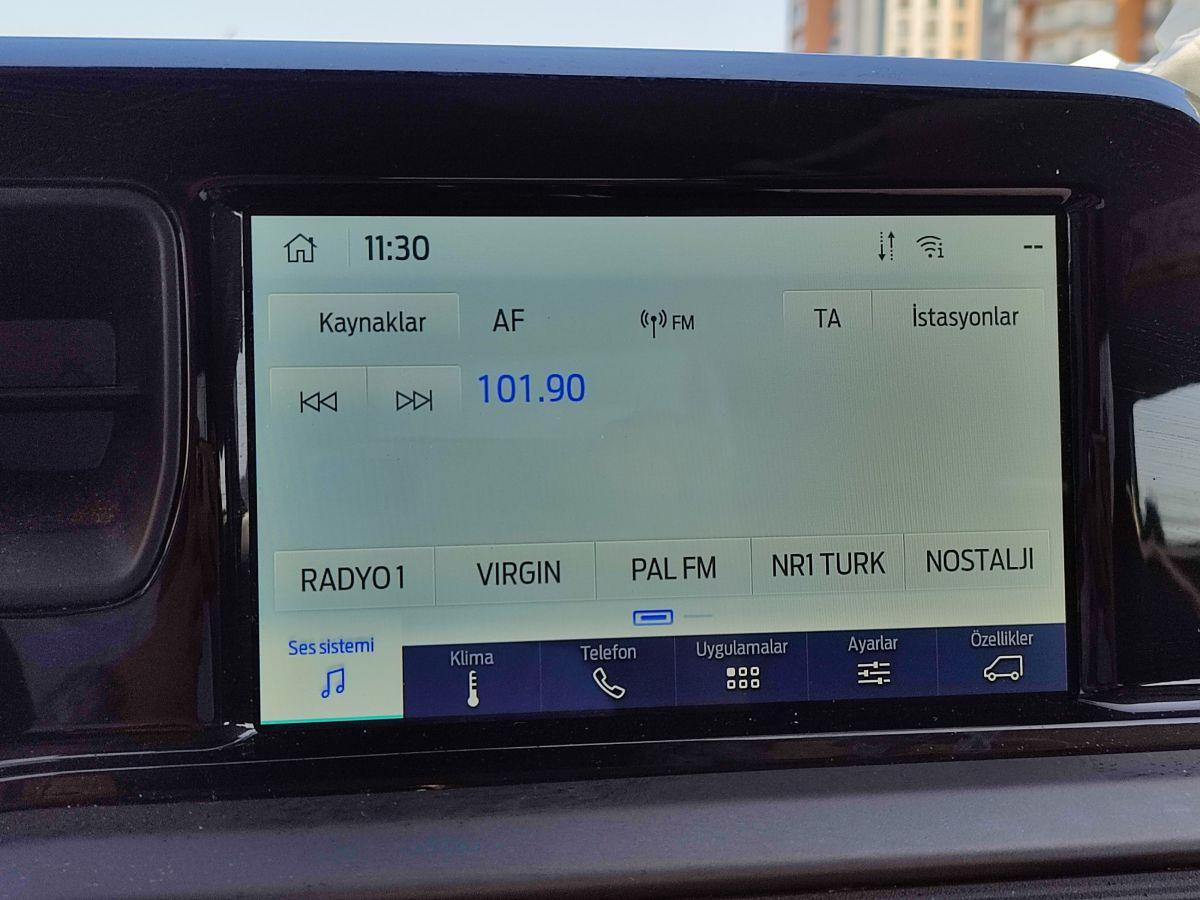 11:30 --
Kaynaklar AF FM TA İstasyonlar
101.90
RADYO 1 VIRGIN PAL FM NR1 TURK NOSTALJI
Ses sistemi Klima Telefon Uygulamalar Ayarlar Özellikler